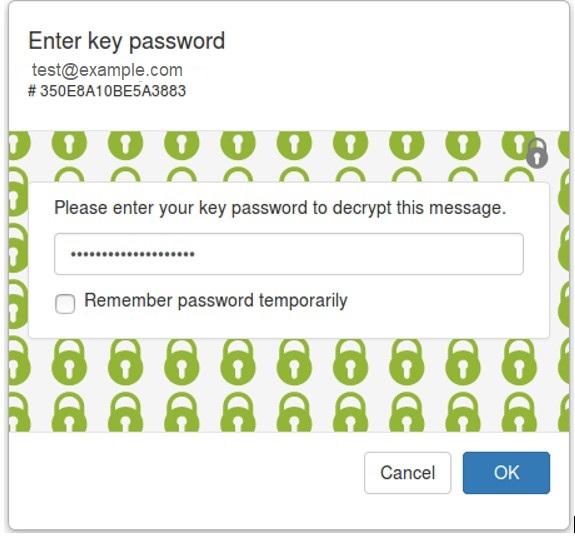 Enter key password
test@example.com
# 350E8A10BE5A3883
Please enter your key password to decrypt this message.
••••••••••••••••••••
Remember password temporarily
Cancel
OK